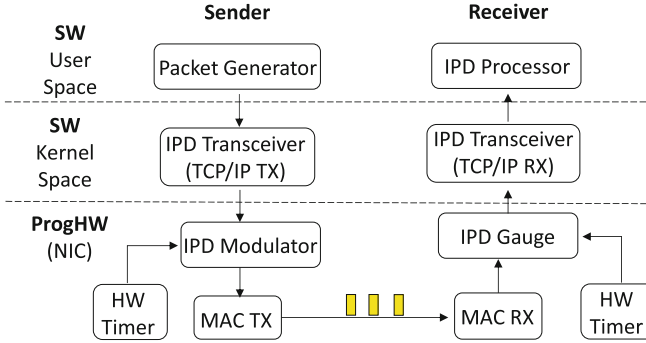 Sender
Receiver
SW
User
Space
Packet Generator
IPD Processor
SW
Kernel
Space
IPD Transceiver
(TCP/IP TX)
IPD Transceiver
(TCP/IP RX)
ProgHW
(NIC)
IPD Modulator
IPD Gauge
HW
Timer
MAC TX
MAC RX
HW
Timer